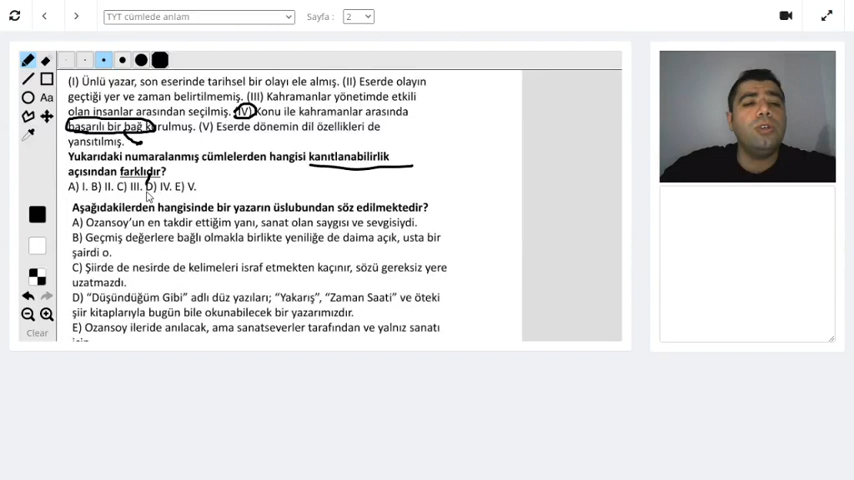 TYT cümlede anlam
Sayfa :
2
(I) Ünlü yazar, son eserinde tarihsel bir olayı ele almış. (II) Eserde olayın
geçtiği yer ve zaman belirtilmemiş. (III) Kahramanlar yönetimde etkili
olan insanlar arasından seçilmiş. (IV) Konu ile kahramanlar arasında
başarılı bir bağ kurulmuş. (V) Eserde dönemin dil özellikleri de
yansıtılmış.
Yukarıdaki numaralanmış cümlelerden hangisi kanıtlanabilirlik
açısından farklıdır?
A) I. B) II. C) III. D) IV. E) V.
Aşağıdakilerden hangisinde bir yazarın üslubundan söz edilmektedir?
A) Ozansoy’un en takdir ettiğim yanı, sanat olan saygısı ve sevgisiydi.
B) Geçmiş değerlere bağlı olmakla birlikte yeniliğe de daima açık, usta bir
şairdi o.
C) Şiirde de nesirde de kelimeleri israf etmekten kaçınır, sözü gereksiz yere
uzatmazdı.
D) “Düşündüğüm Gibi” adlı düz yazıları; “Yakarış”, “Zaman Saati” ve öteki
şiir kitaplarıyla bugün bile okunabilecek bir yazarımızdır.
E) Ozansoy ileride anılacak, ama sanatseverler tarafından ve yalnız sanatı
Aa
Clear